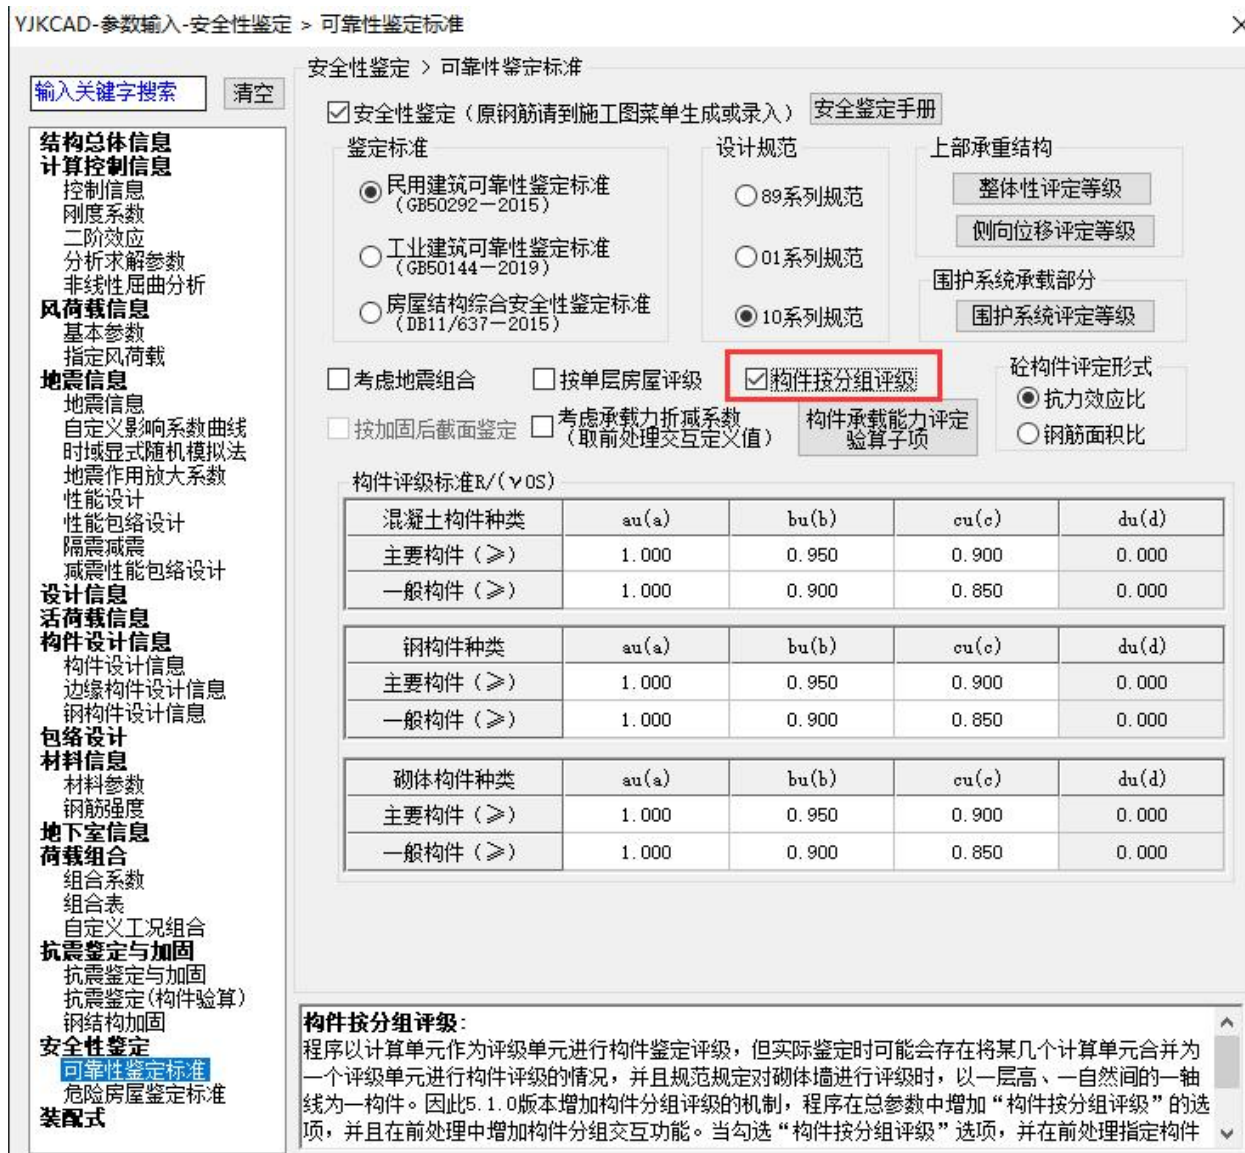 YJKCAD-参数输入-安全性鉴定 > 可靠性鉴定标准
输入关键字搜索
清空
结构总体信息
计算控制信息
控制信息
刚度系数
二阶效应
分析求解参数
非线性屈曲分析
风荷载信息
基本参数
指定风荷载
地震信息
地震信息
自定义影响系数曲线
时域显式随机模拟法
地震作用放大系数
性能设计
性能包络设计
隔震减震
减震性能包络设计
设计信息
活荷载信息
构件设计信息
构件设计信息
边缘构件设计信息
钢构件设计信息
包络设计
材料信息
材料参数
钢筋强度
地下室信息
荷载组合
组合系数
组合表
自定义工况组合
抗震鉴定与加固
抗震鉴定与加固
抗震鉴定(构件验算)
钢结构加固
安全性鉴定
可靠性鉴定标准
危险房屋鉴定标准
装配式
安全性鉴定 > 可靠性鉴定标准
安全性鉴定（原钢筋请到施工图菜单生成或录入） 安全鉴定手册
鉴定标准
民用建筑可靠性鉴定标准
（GB50292－2015）
工业建筑可靠性鉴定标准
（GB50144－2019）
房屋结构综合安全性鉴定标准
（DB11/637－2015）
设计规范
89系列规范
01系列规范
10系列规范
上部承重结构
整体性评定等级
侧向位移评定等级
围护系统承载部分
围护系统评定等级
考虑地震组合 按单层房屋评级 构件按分组评级
按加固后截面鉴定
考虑承载力折减系数
（取前处理交互定义值）
构件承载能力评定
验算子项
砼构件评定形式
抗力效应比
钢筋面积比
构件评级标准R/(γ0S)
混凝土构件种类 au(a) bu(b) cu(c) du(d)
主要构件（≥） 1.000 0.950 0.900 0.000
一般构件（≥） 1.000 0.900 0.850 0.000
钢构件种类 au(a) bu(b) cu(c) du(d)
主要构件（≥） 1.000 0.950 0.900 0.000
一般构件（≥） 1.000 0.900 0.850 0.000
砌体构件种类 au(a) bu(b) cu(c) du(d)
主要构件（≥） 1.000 0.950 0.900 0.000
一般构件（≥） 1.000 0.900 0.850 0.000
构件按分组评级:
程序以计算单元作为评级单元进行构件鉴定评级，但实际鉴定时可能会存在将某几个计算单元合并为
一个评级单元进行构件评级的情况，并且规范规定对砌体墙进行评级时，以一层高、一自然间的一轴
线为一构件。因此5.1.0版本增加构件分组评级的机制，程序在总参数中增加“构件按分组评级”的选
项，并且在前处理中增加构件分组交互功能。当勾选“构件按分组评级”选项，并在前处理指定构件